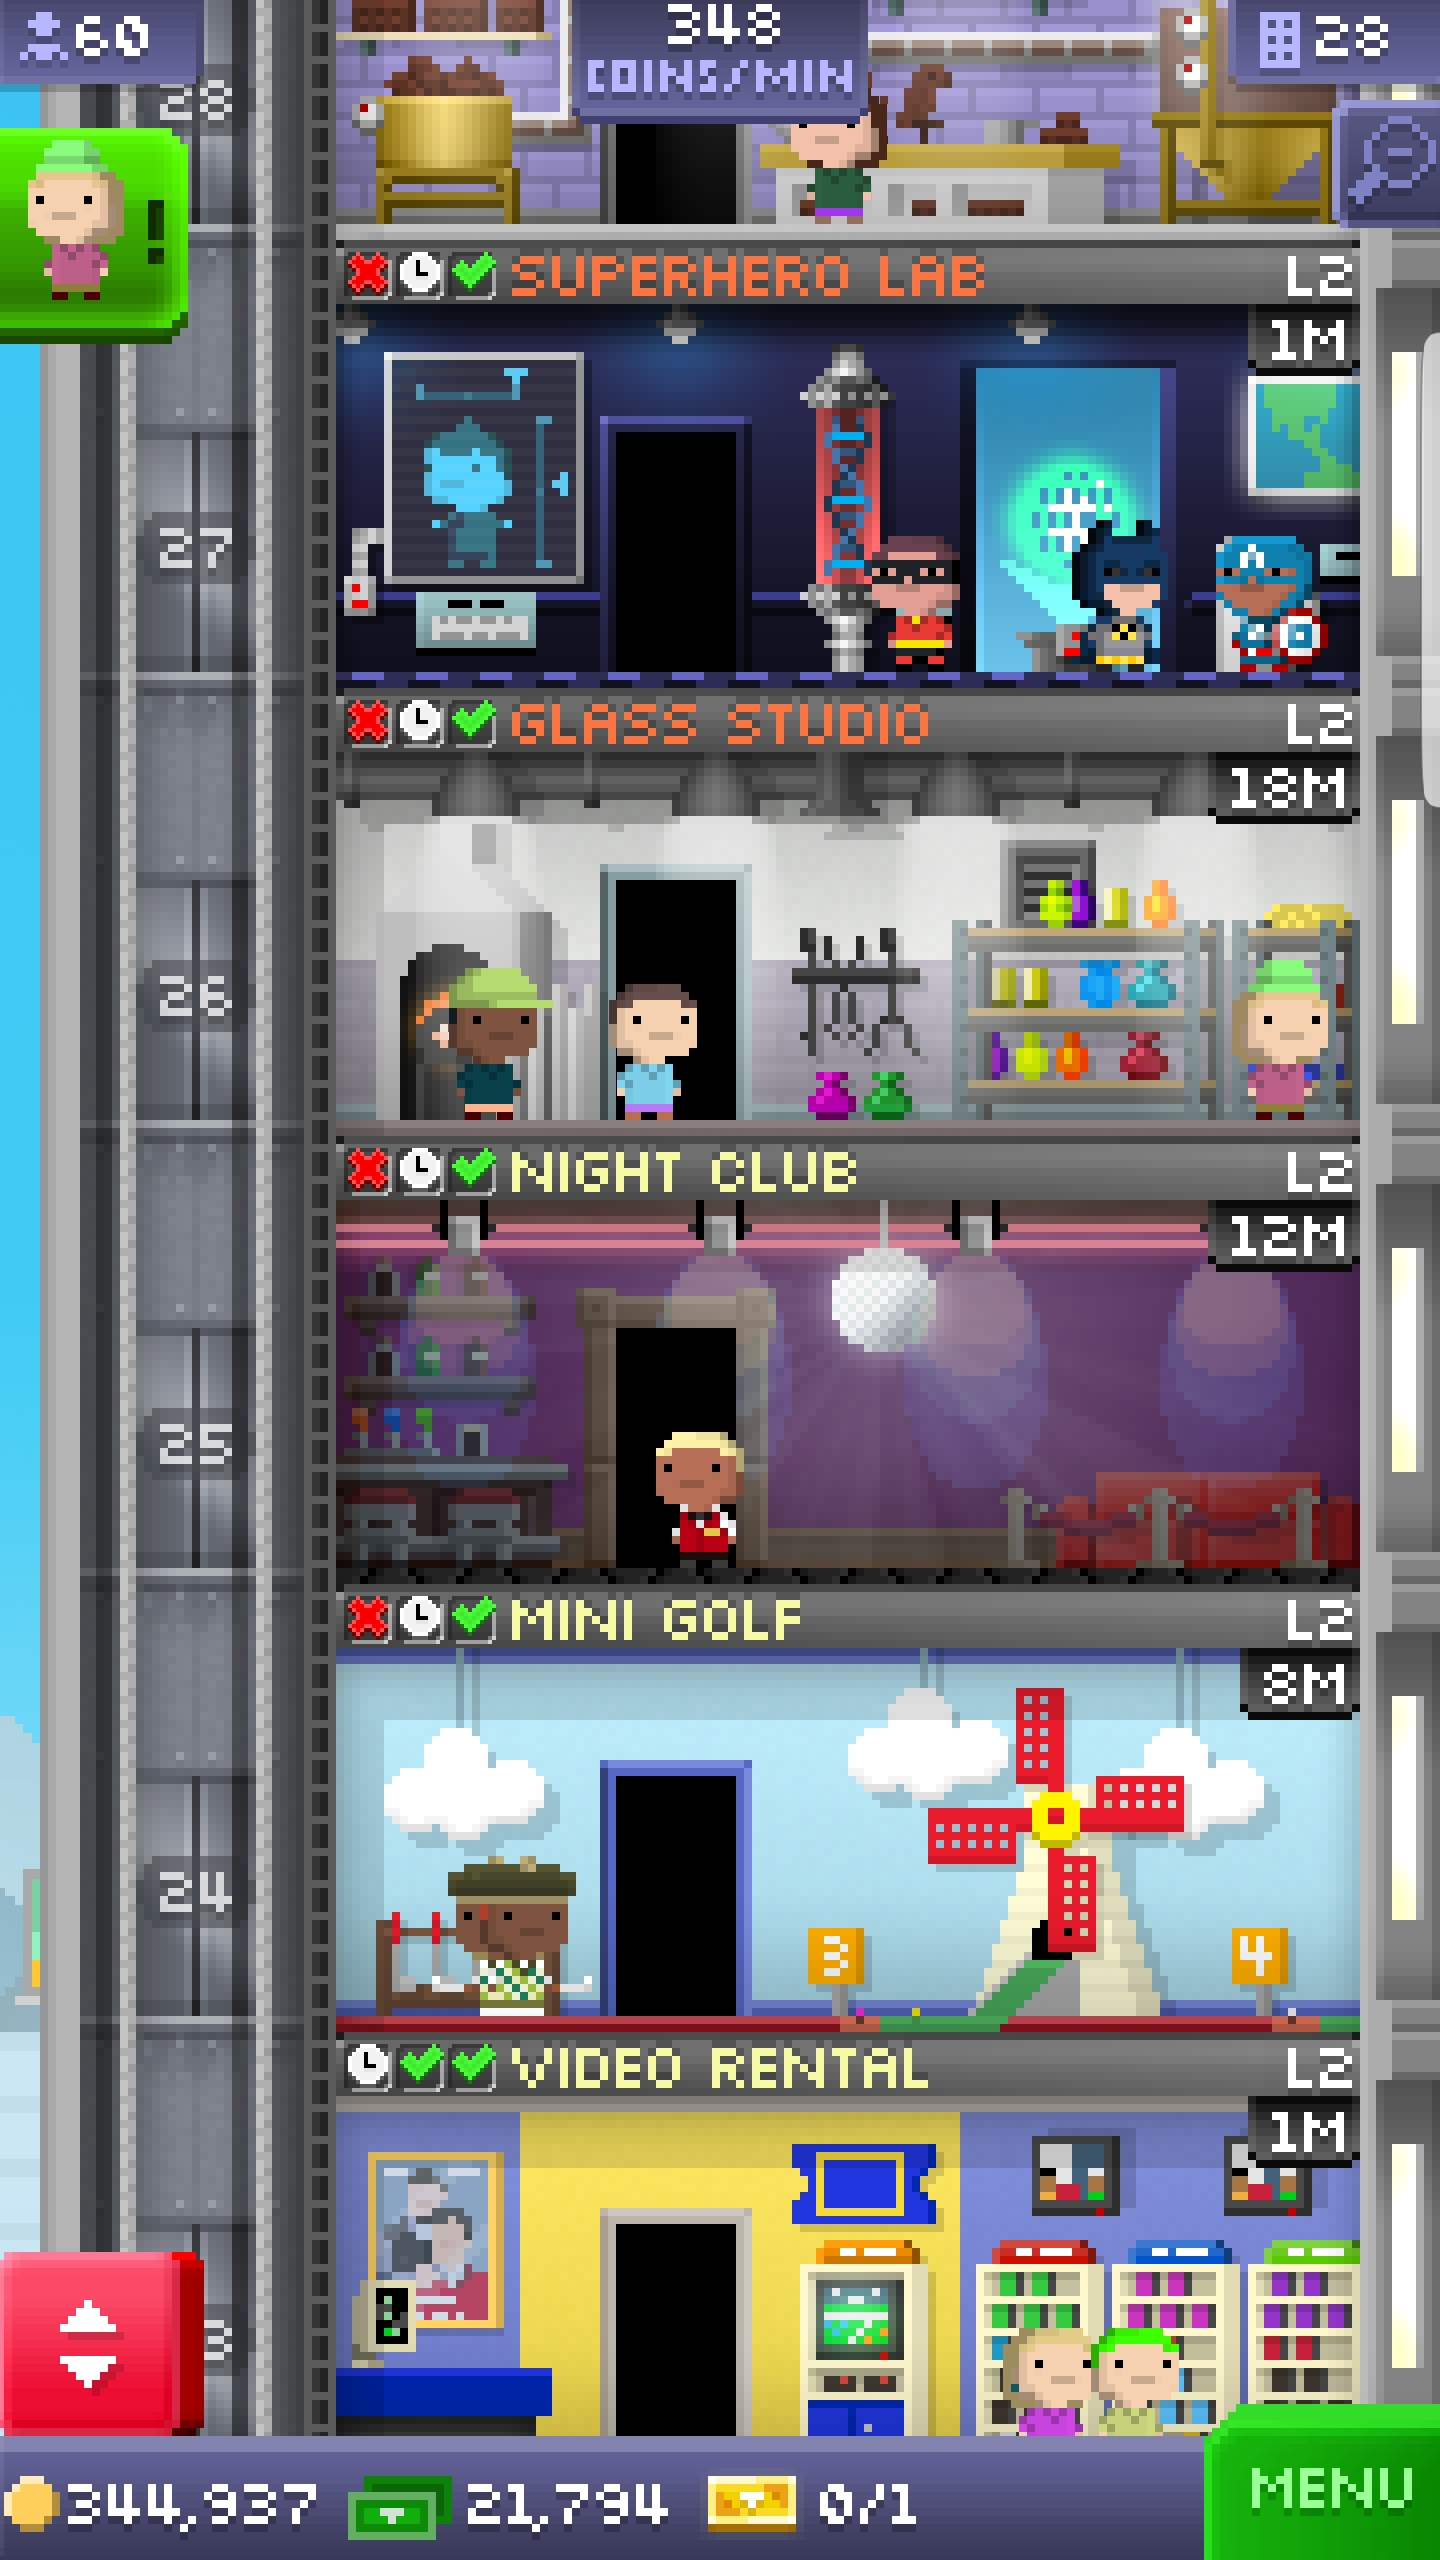 60
348
COINS/MIN
28
28
!
SUPERHERO LAB L2
1M
27
GLASS STUDIO L2
18M
26
NIGHT CLUB L2
12M
25
MINI GOLF L2
8M
24
3
4
VIDEO RENTAL L2
1M
3
344,937 21,794 0/1
MENU